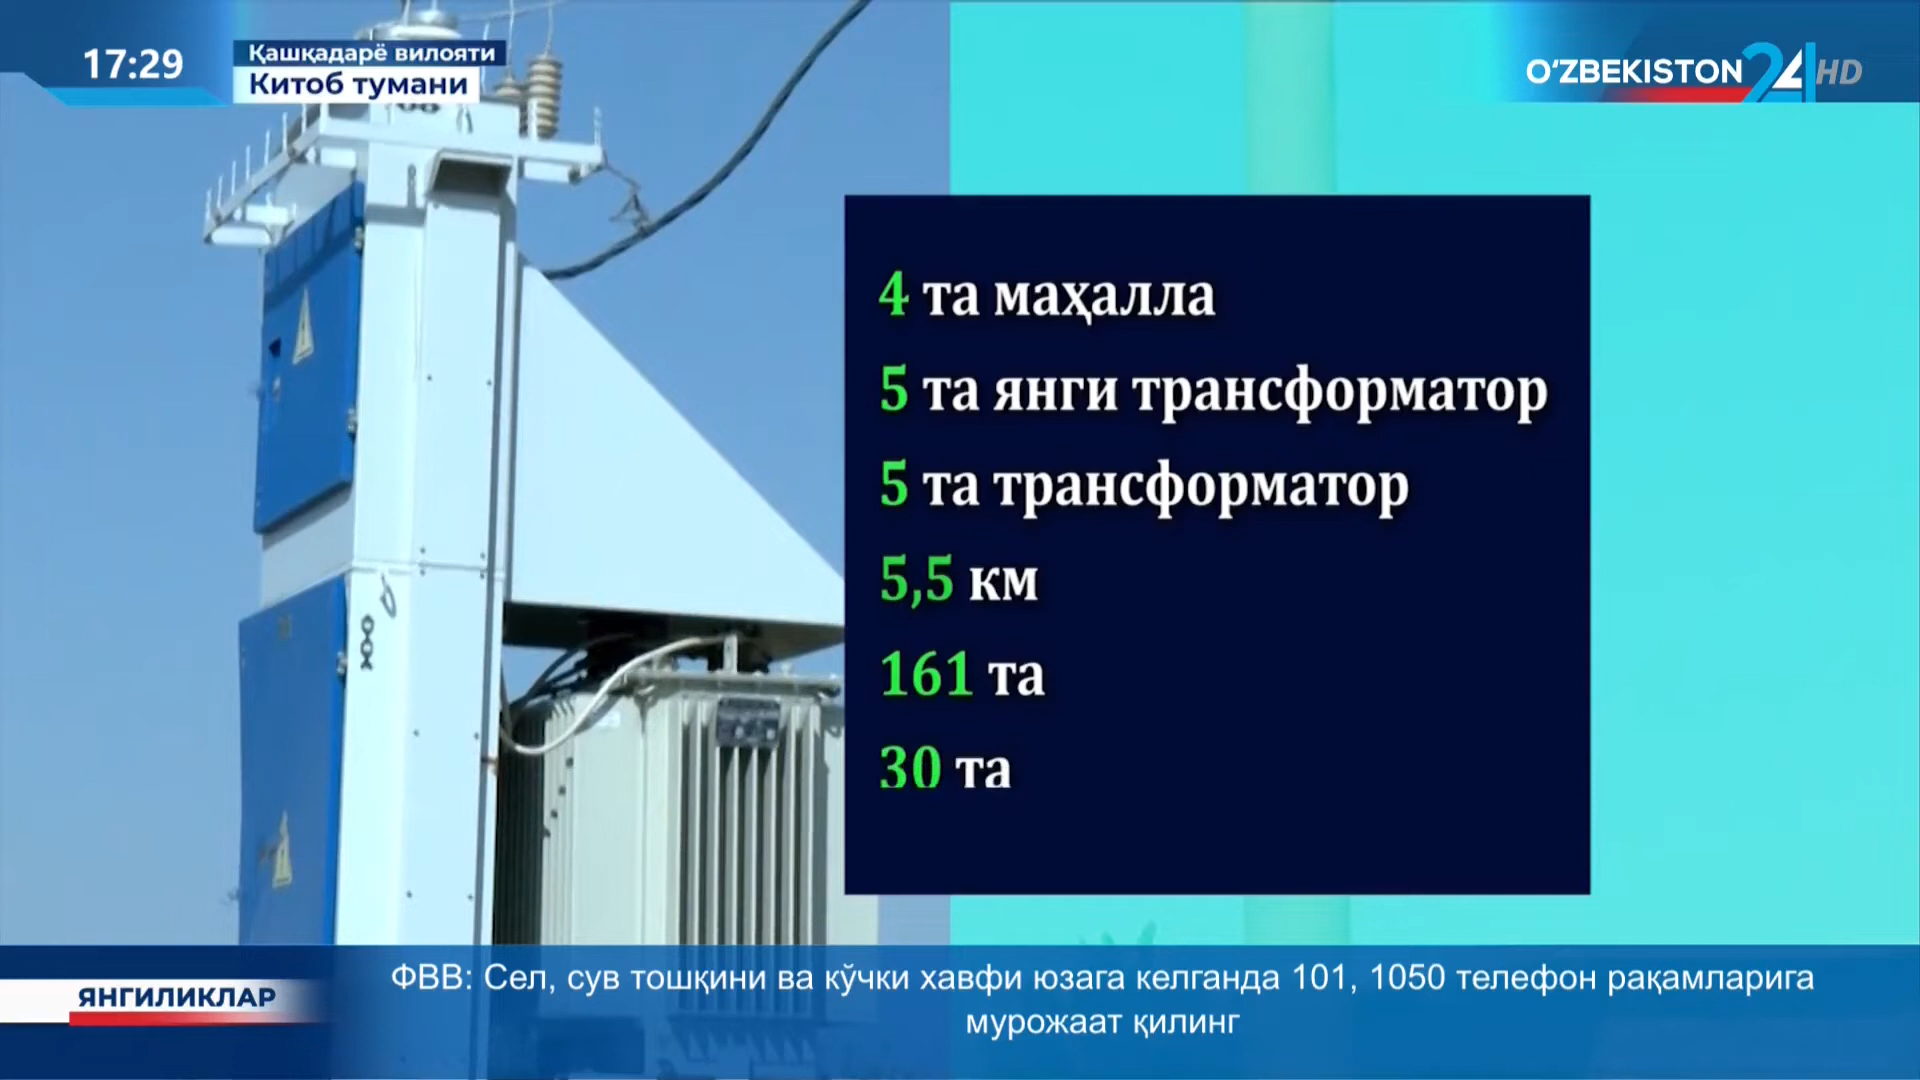 17:29
Қашқадарё вилояти
Китоб тумани
O‘ZBEKISTON 24 HD
4 та маҳалла
5 та янги трансформатор
5 та трансформатор
5,5 км
161 та
30 та
ЯНГИЛИКЛАР
ФВВ: Сел, сув тошқини ва кўчки хавфи юзага келганда 101, 1050 телефон рақамларига
мурожаат қилинг